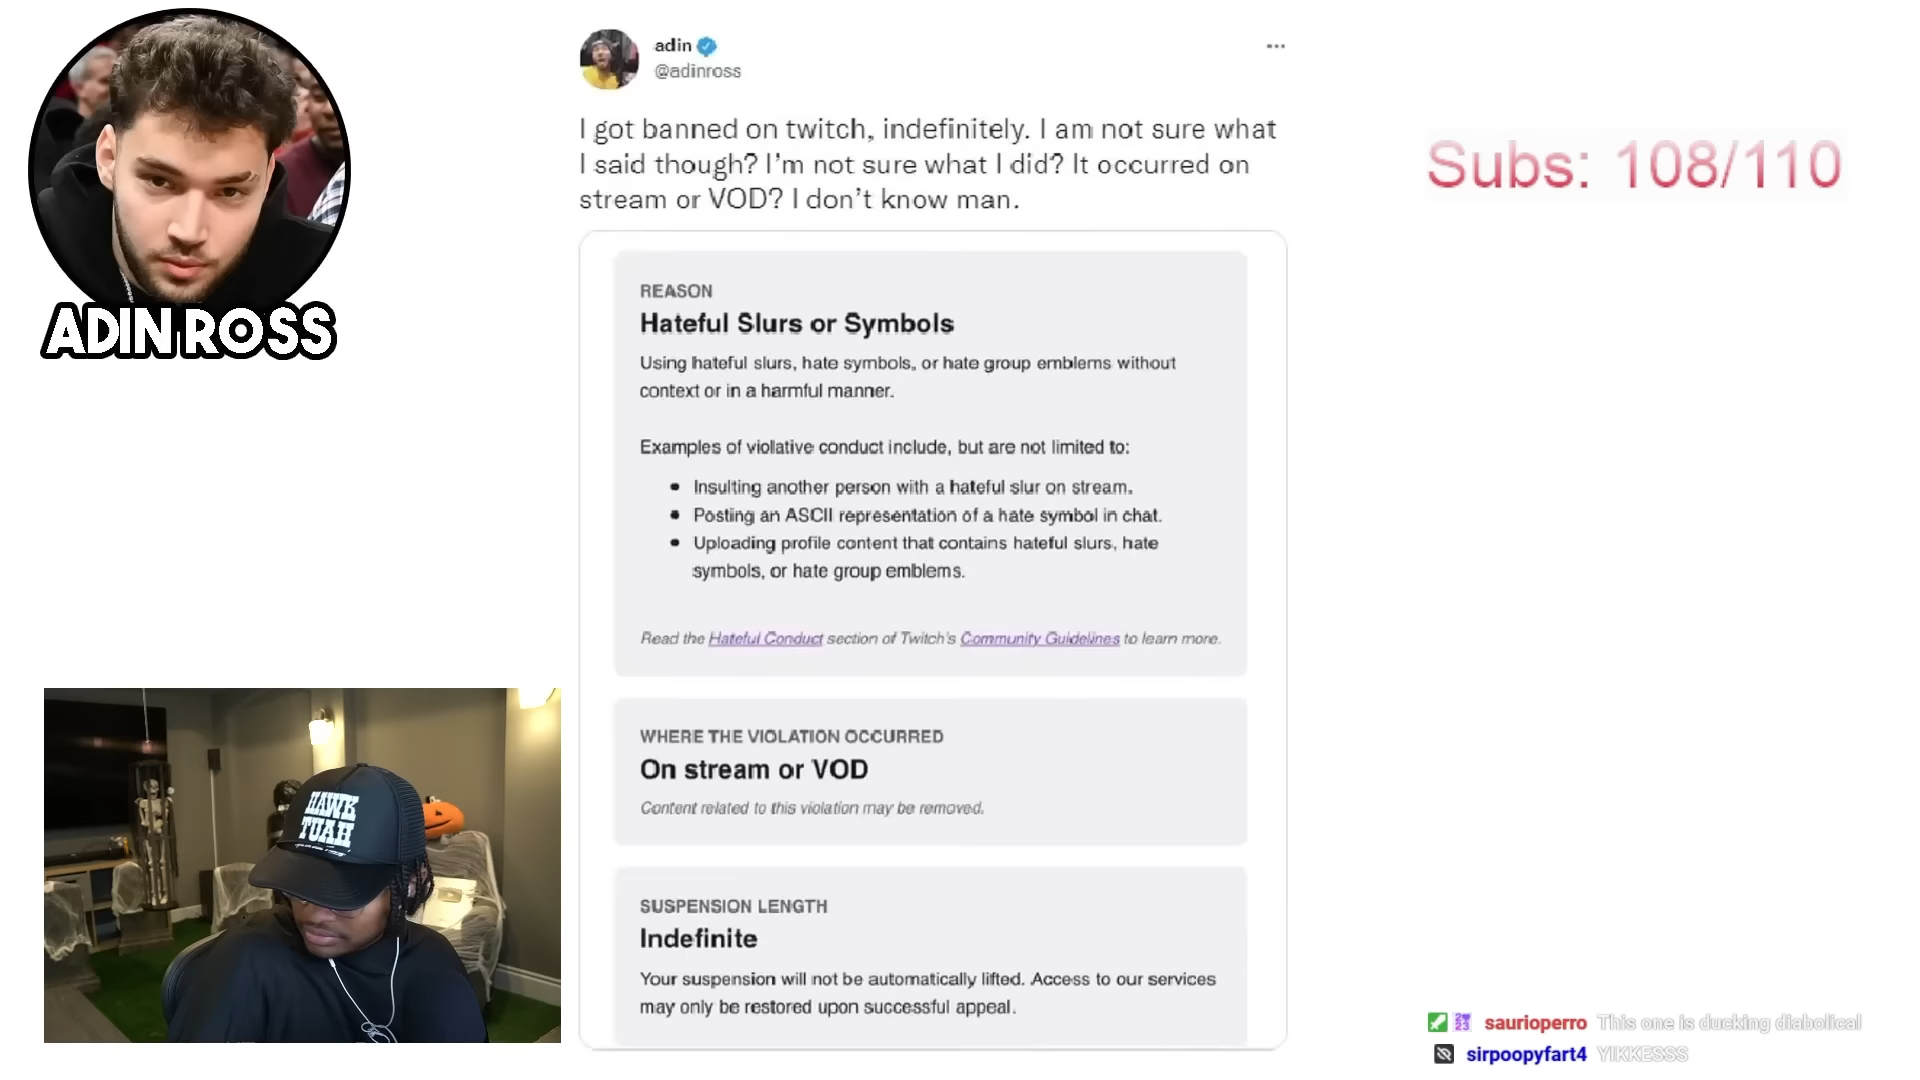 adin
@adinross
I got banned on twitch, indefinitely. I am not sure what
I said though? I'm not sure what I did? It occurred on
stream or VOD? I don't know man.
Subs: 108/110
ADIN ROSS
REASON
Hateful Slurs or Symbols
Using hateful slurs, hate symbols, or hate group emblems without
context or in a harmful manner.
Examples of violative conduct include, but are not limited to:
• Insulting another person with a hateful slur on stream.
• Posting an ASCII representation of a hate symbol in chat.
• Uploading profile content that contains hateful slurs, hate
symbols, or hate group emblems.
Read the Hateful Conduct section of Twitch's Community Guidelines to learn more.
WHERE THE VIOLATION OCCURRED
On stream or VOD
Content related to this violation may be removed.
HAWK
TUAH
SUSPENSION LENGTH
Indefinite
Your suspension will not be automatically lifted. Access to our services
may only be restored upon successful appeal.
saurioperro This one is ducking diabolical
sirpoopyfart4 YIKKESSS